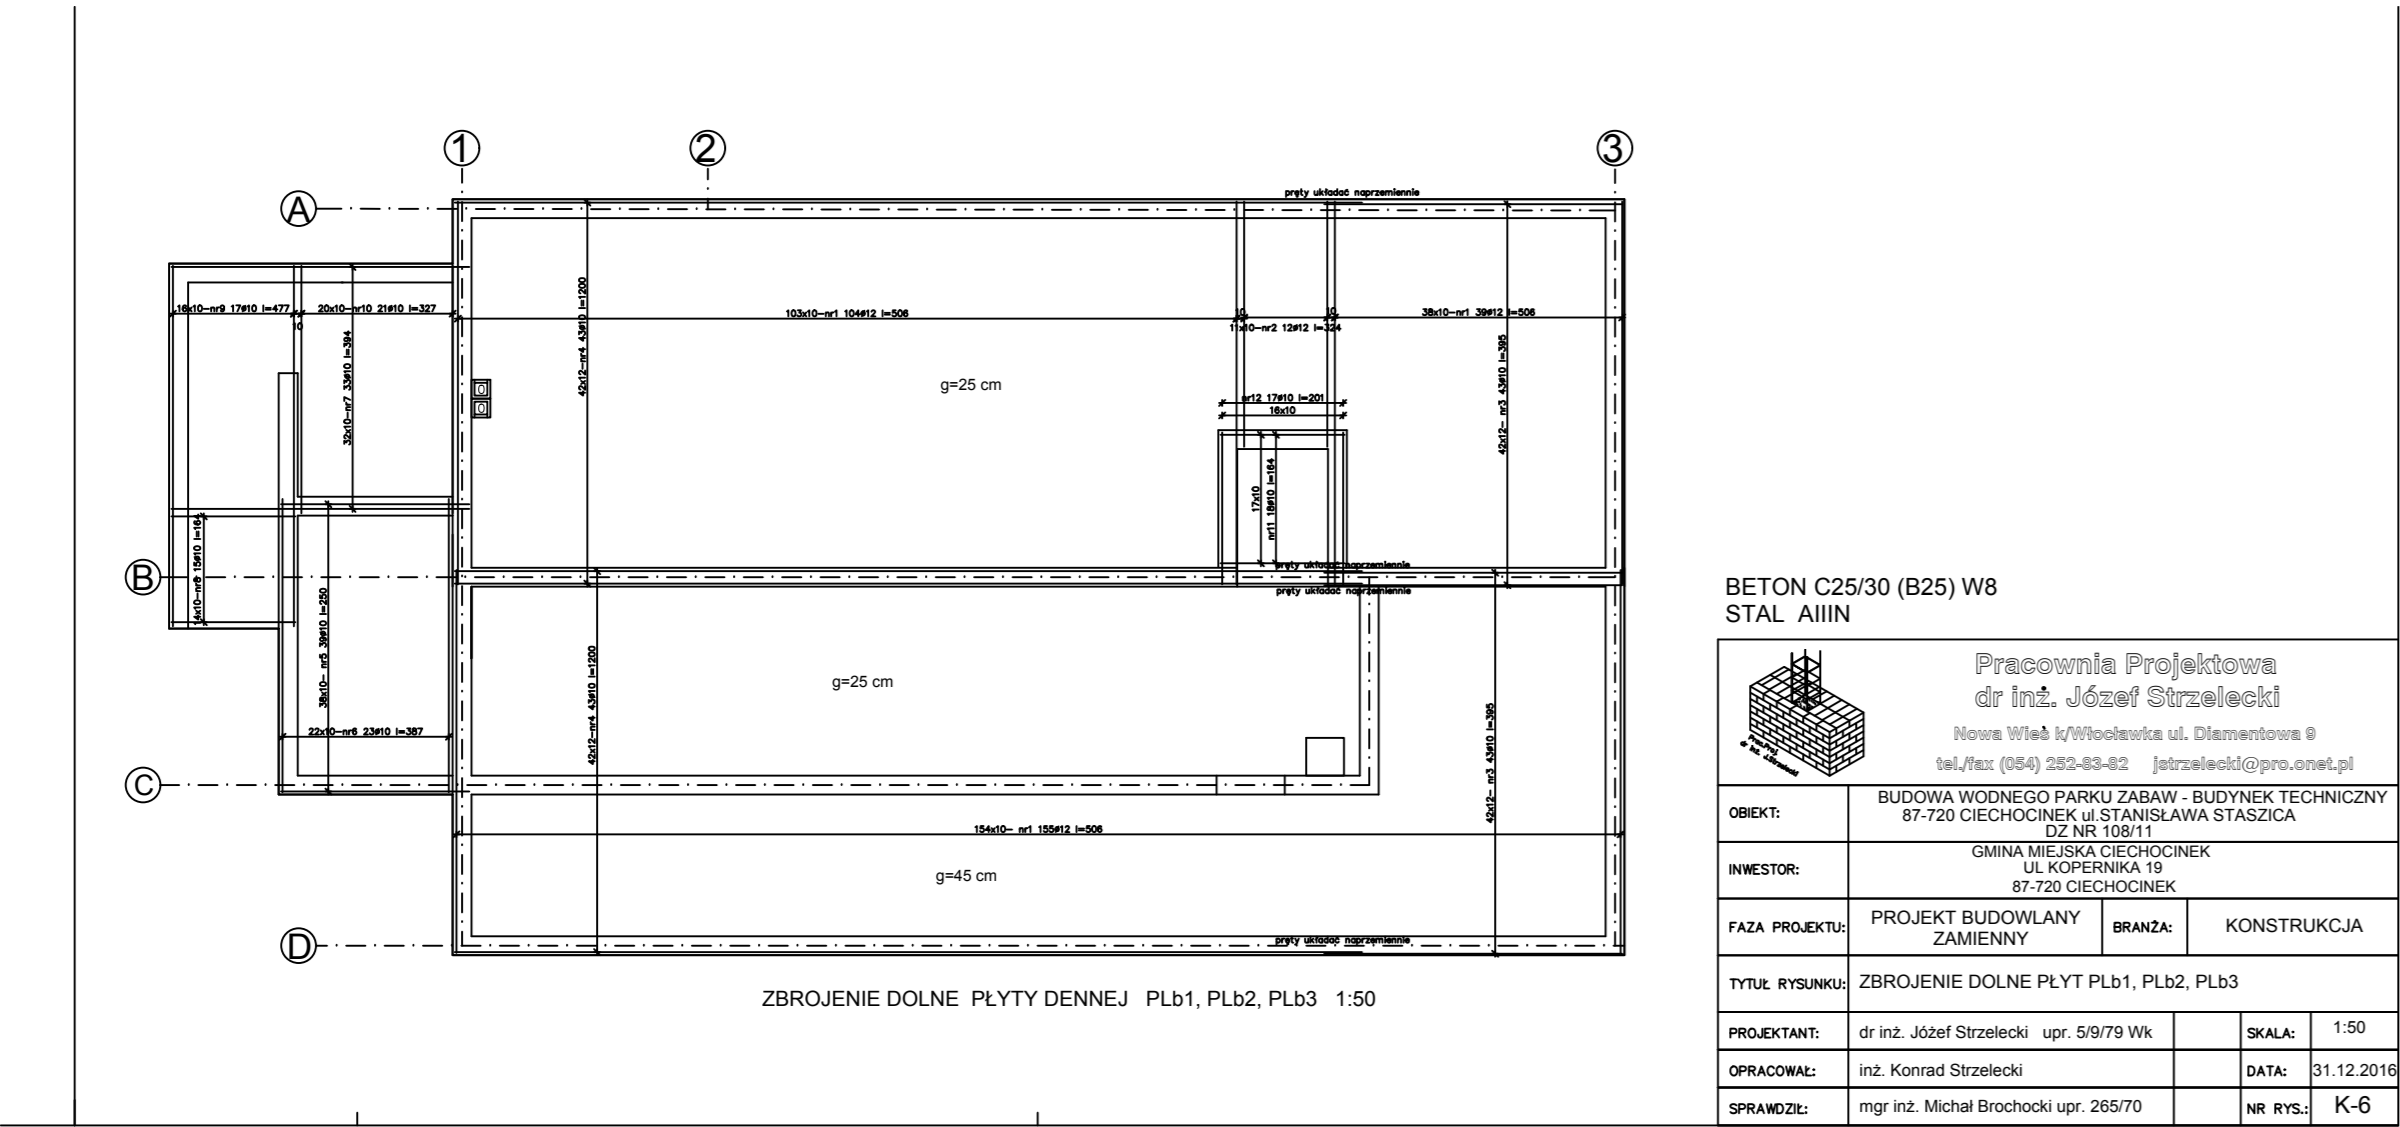 1
2
3
A
pręty układać naprzemiennie
16x10-nr9 17ø10 l=477
20x10-nr10 21ø10 l=327
10
32x10-nr7 33ø10 l=394
42x12-nr4 43ø10 l=1200
103x10-nr1 104ø12 l=506
10
10
11x10-nr2 12ø12 l=324
38x10-nr1 39ø12 l=506
42x12- nr3 43ø10 l=395
g=25 cm
nr12 17ø10 l=201
16x10
17x10
nr11 18ø10 l=164
14x10-nr8 15ø10 l=164
B
pręty układać naprzemiennie
pręty układać naprzemiennie
38x10- nr5 39ø10 l=250
22x10-nr6 23ø10 l=387
42x12-nr4 43ø10 l=1200
g=25 cm
42x12- nr3 43ø10 l=395
C
154x10- nr1 155ø12 l=506
g=45 cm
D
pręty układać naprzemiennie
ZBROJENIE DOLNE PŁYTY DENNEJ PLb1, PLb2, PLb3 1:50
BETON C25/30 (B25) W8
STAL AIIIN
Prac.Proj.
dr inż. J.Strzelecki
Pracownia Projektowa
dr inż. Józef Strzelecki
Nowa Wieś k/Włocławka ul. Diamentowa 9
tel./fax (054) 252-83-82 jstrzelecki@pro.onet.pl
OBIEKT:
BUDOWA WODNEGO PARKU ZABAW - BUDYNEK TECHNICZNY
87-720 CIECHOCINEK ul.STANISŁAWA STASZICA
DZ NR 108/11
INWESTOR:
GMINA MIEJSKA CIECHOCINEK
UL KOPERNIKA 19
87-720 CIECHOCINEK
FAZA PROJEKTU:
PROJEKT BUDOWLANY
ZAMIENNY
BRANŻA:
KONSTRUKCJA
TYTUŁ RYSUNKU:
ZBROJENIE DOLNE PŁYT PLb1, PLb2, PLb3
PROJEKTANT:
dr inż. Józef Strzelecki upr. 5/9/79 Wk
SKALA:
1:50
OPRACOWAŁ:
inż. Konrad Strzelecki
DATA:
31.12.2016
SPRAWDZIŁ:
mgr inż. Michał Brochocki upr. 265/70
NR RYS.:
K-6